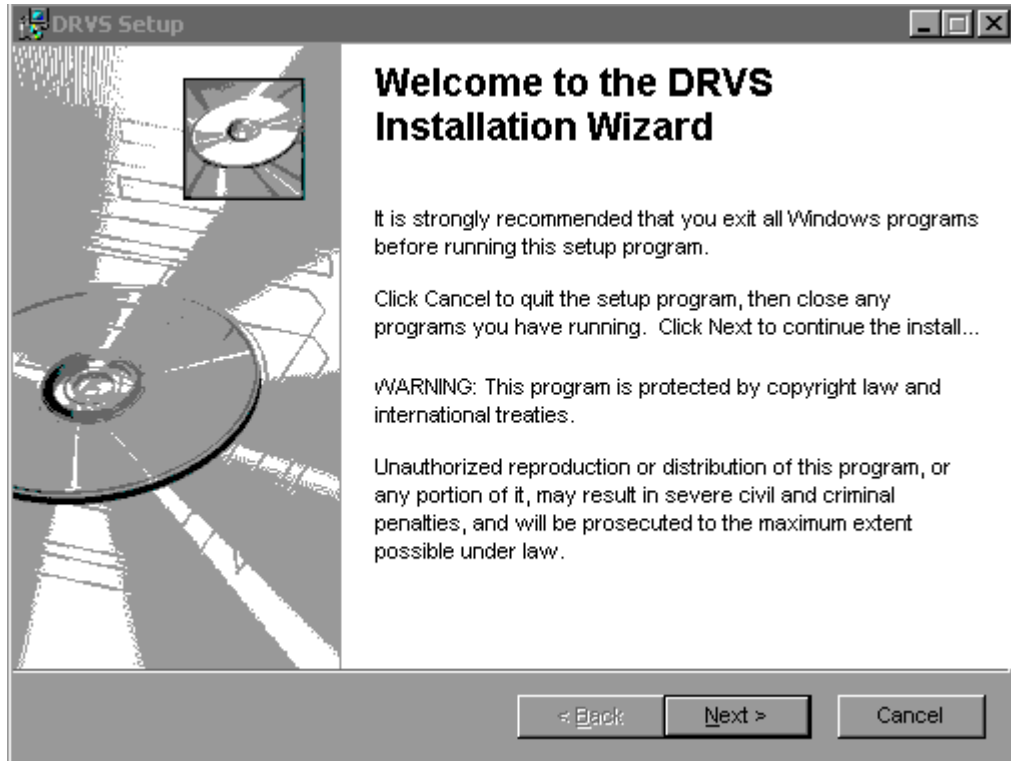 DRVS Setup
Welcome to the DRVS
Installation Wizard
It is strongly recommended that you exit all Windows programs
before running this setup program.
Click Cancel to quit the setup program, then close any
programs you have running.  Click Next to continue the install...
WARNING: This program is protected by copyright law and
international treaties.
Unauthorized reproduction or distribution of this program, or
any portion of it, may result in severe civil and criminal
penalties, and will be prosecuted to the maximum extent
possible under law.
< Back
Next >
Cancel